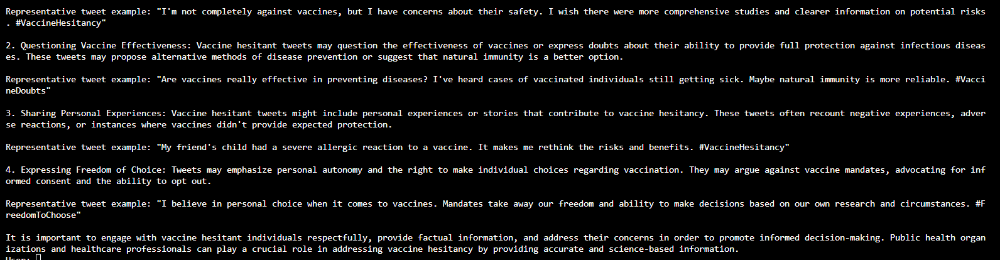 Representative tweet example: "I'm not completely against vaccines, but I have concerns about their safety. I wish there were more comprehensive studies and clearer information on potential risks
. #VaccineHesitancy"
2. Questioning Vaccine Effectiveness: Vaccine hesitant tweets may question the effectiveness of vaccines or express doubts about their ability to provide full protection against infectious diseas
es. These tweets may propose alternative methods of disease prevention or suggest that natural immunity is a better option.
Representative tweet example: "Are vaccines really effective in preventing diseases? I've heard cases of vaccinated individuals still getting sick. Maybe natural immunity is more reliable. #Vacci
neDoubts"
3. Sharing Personal Experiences: Vaccine hesitant tweets might include personal experiences or stories that contribute to vaccine hesitancy. These tweets often recount negative experiences, adver
se reactions, or instances where vaccines didn't provide expected protection.
Representative tweet example: "My friend's child had a severe allergic reaction to a vaccine. It makes me rethink the risks and benefits. #VaccineHesitancy"
4. Expressing Freedom of Choice: Tweets may emphasize personal autonomy and the right to make individual choices regarding vaccination. They may argue against vaccine mandates, advocating for inf
ormed consent and the ability to opt out.
Representative tweet example: "I believe in personal choice when it comes to vaccines. Mandates take away our freedom and ability to make decisions based on our own research and circumstances. #F
reedomToChoose"
It is important to engage with vaccine hesitant individuals respectfully, provide factual information, and address their concerns in order to promote informed decision-making. Public health organ
izations and healthcare professionals can play a crucial role in addressing vaccine hesitancy by providing accurate and science-based information.
User: